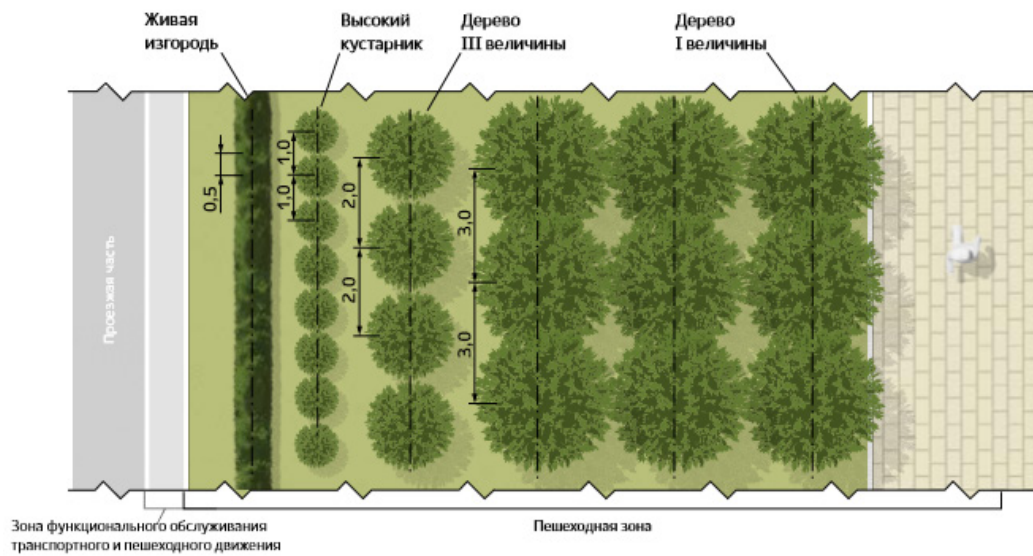 Живая
изгородь
Высокий
кустарник
Дерево
III величины
Дерево
I величины
0,5
1,0
1,0
2,0
2,0
3,0
3,0
Проезжая часть
Зона функционального обслуживания
транспортного и пешеходного движения
Пешеходная зона